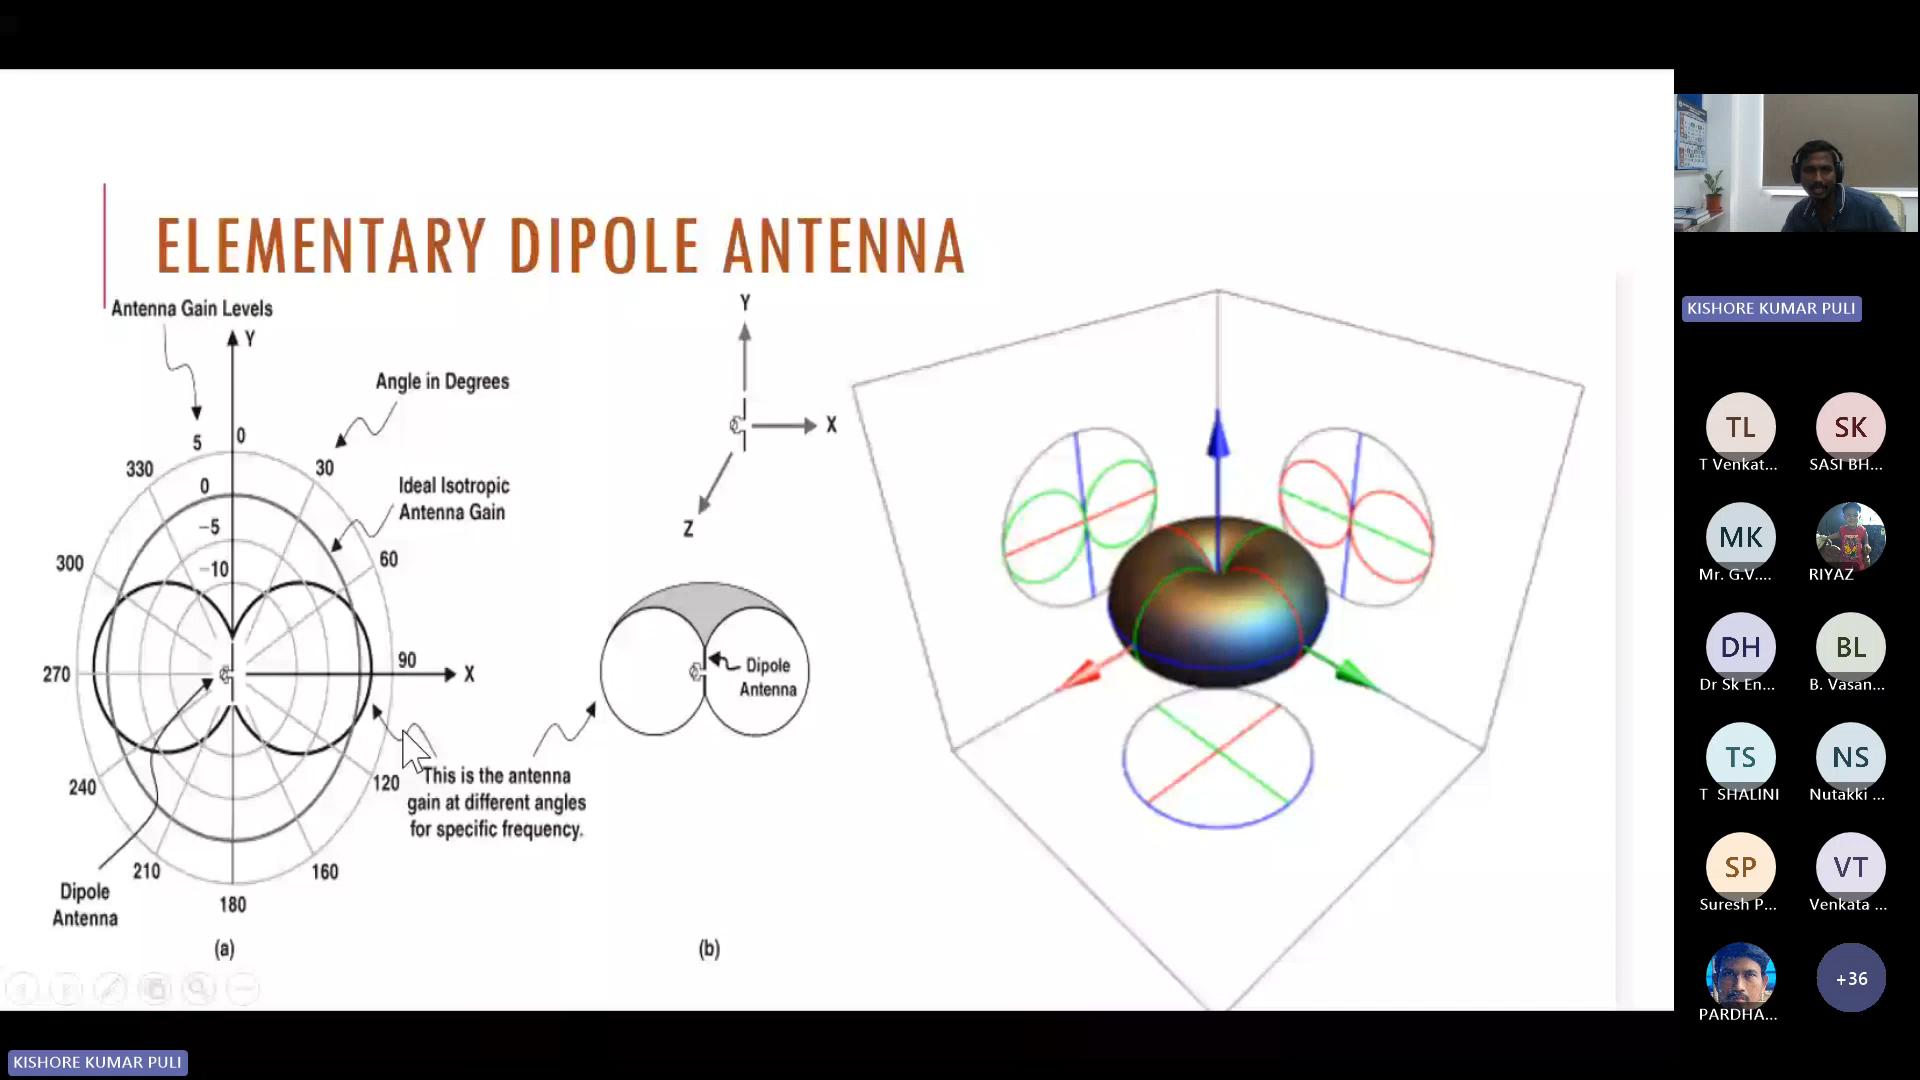 ELEMENTARY DIPOLE ANTENNA
Antenna Gain Levels
Y
Angle in Degrees
5
0
330
30
0
Ideal Isotropic
Antenna Gain
-5
300
60
-10
270
90
X
240
120
This is the antenna
gain at different angles
for specific frequency.
210
160
Dipole
Antenna
180
(a)
Y
X
Z
Dipole
Antenna
(b)
KISHORE KUMAR PULI
TL
SK
T Venkat...
SASI BH...
MK
Mr. G.V....
RIYAZ
DH
BL
Dr Sk En...
B. Vasan...
TS
NS
T SHALINI
Nutakki ...
SP
VT
Suresh P...
Venkata ...
+36
PARDHA...
KISHORE KUMAR PULI